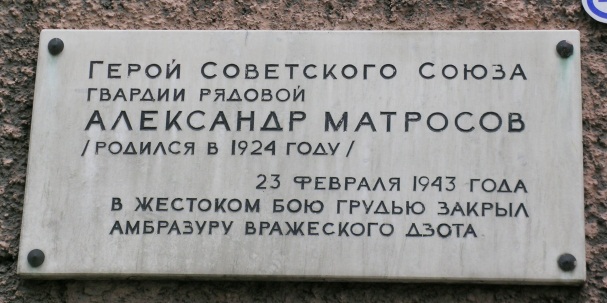 Герой Советского Союза
гвардии рядовой
Александр Матросов
/родился в 1924 году/
23 февраля 1943 года
в жестоком бою грудью закрыл
амбразуру вражеского дзота.